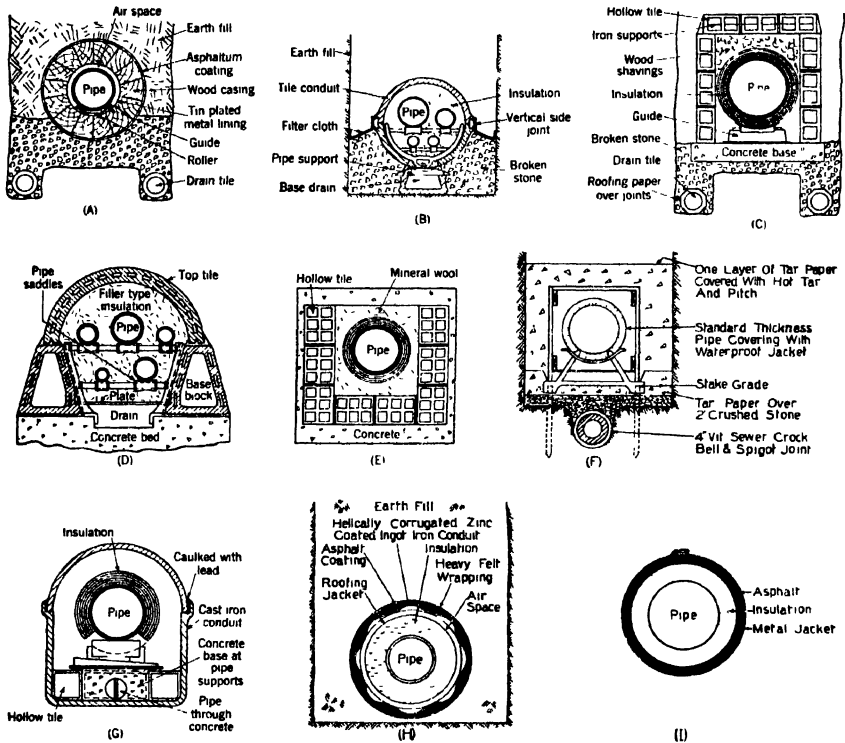 Air space
Earth fill
Asphaltum
coating
Wood casing
Pipe
Tin plated
metal lining
Guide
Roller
Drain tile
(A)
Earth fill
Tile conduit
Filter cloth
Pipe support
Base drain
Pipe
Insulation
Vertical side
joint
Broken
stone
(B)
Hollow tile
Iron supports
Wood
shavings
Insulation
Guide
Broken stone
Drain tile
Roofing paper
over joints
Pipe
Concrete base
(C)
Pipe
saddles
Top tile
Filler type
insulation
Pipe
Base
block
Plate
Drain
Concrete bed
(D)
Hollow tile
Mineral wool
Pipe
Concrete
(E)
One Layer Of Tar Paper
Covered With Hot Tar
And Pitch
Standard Thickness
Pipe Covering With
Waterproof Jacket
Stake Grade
Tar Paper Over
2" Crushed Stone
4" Vit Sewer Crock
Bell & Spigot Joint
(F)
Insulation
Caulked with
lead
Cast iron
conduit
Pipe
Concrete
base at
pipe
supports
Hollow tile
Pipe
through
concrete
(G)
Earth Fill
Helically Corrugated Zinc
Coated Ingot Iron Conduit
Asphalt
Coating
Insulation
Heavy Felt
Wrapping
Roofing
Jacket
Air
Space
Pipe
(H)
Asphalt
Insulation
Metal Jacket
Pipe
(I)